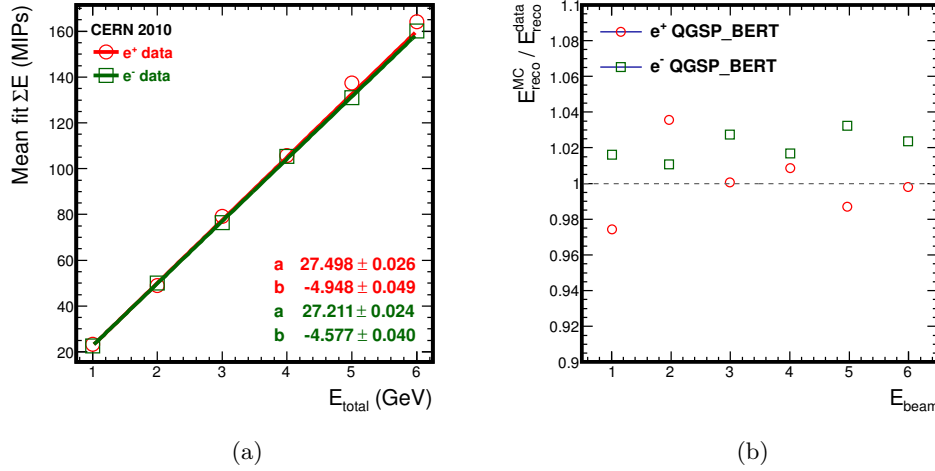 Mean fit ΣE (MIPs)
160
140
120
100
80
60
40
20
CERN 2010
e⁺ data
e⁻ data
a 27.498 ± 0.026
b -4.948 ± 0.049
a 27.211 ± 0.024
b -4.577 ± 0.040
1 2 3 4 5 6
E_total (GeV)
(a)
E^MC_reco / E^data_reco
1.1
1.08
1.06
1.04
1.02
1
0.98
0.96
0.94
0.92
0.9
e⁺ QGSP_BERT
e⁻ QGSP_BERT
1 2 3 4 5 6
E_beam
(b)